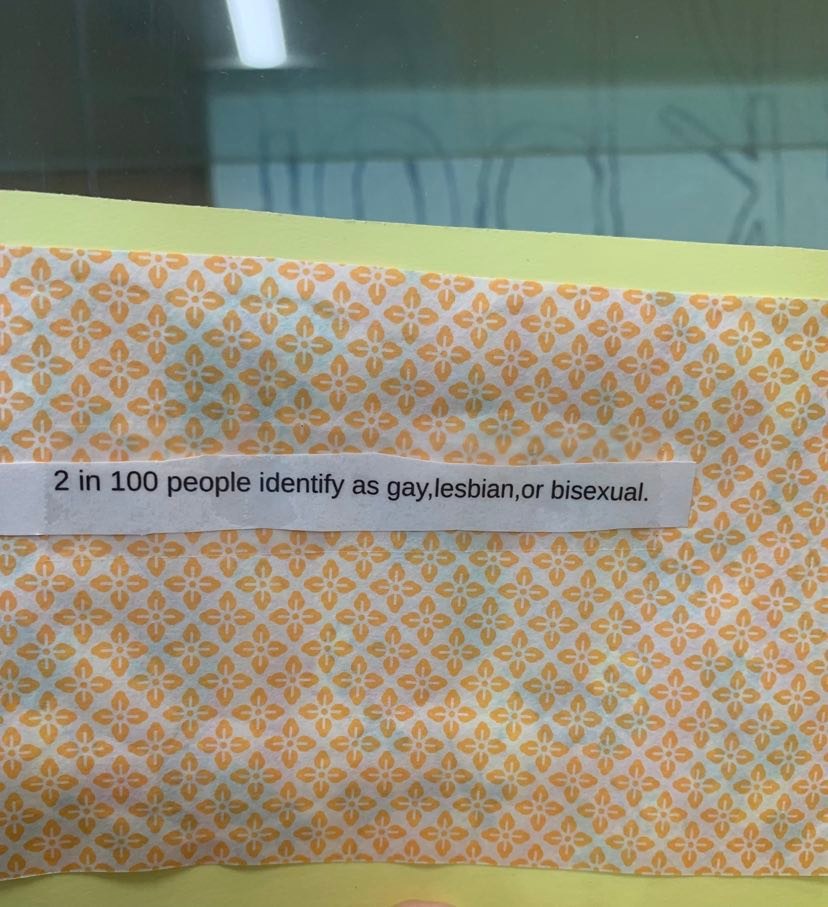 2 in 100 people identify as gay,lesbian,or bisexual.